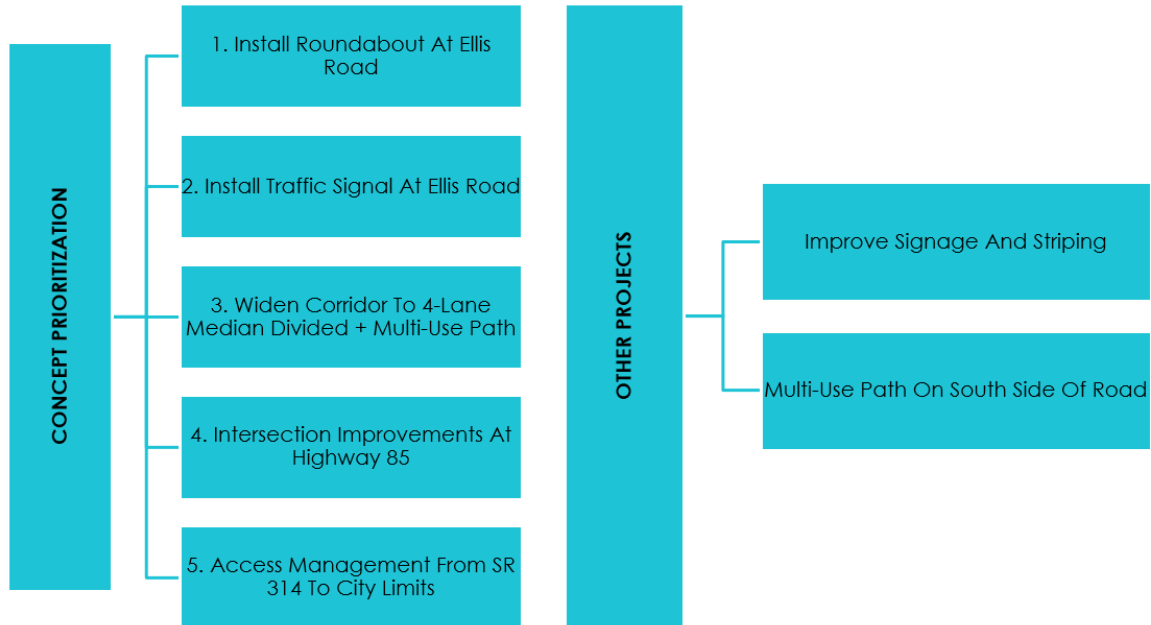 CONCEPT PRIORITIZATION
1. Install Roundabout At Ellis
Road
2. Install Traffic Signal At Ellis Road
3. Widen Corridor To 4-Lane
Median Divided + Multi-Use Path
4. Intersection Improvements At
Highway 85
5. Access Management From SR
314 To City Limits
OTHER PROJECTS
Improve Signage And Striping
Multi-Use Path On South Side Of Road